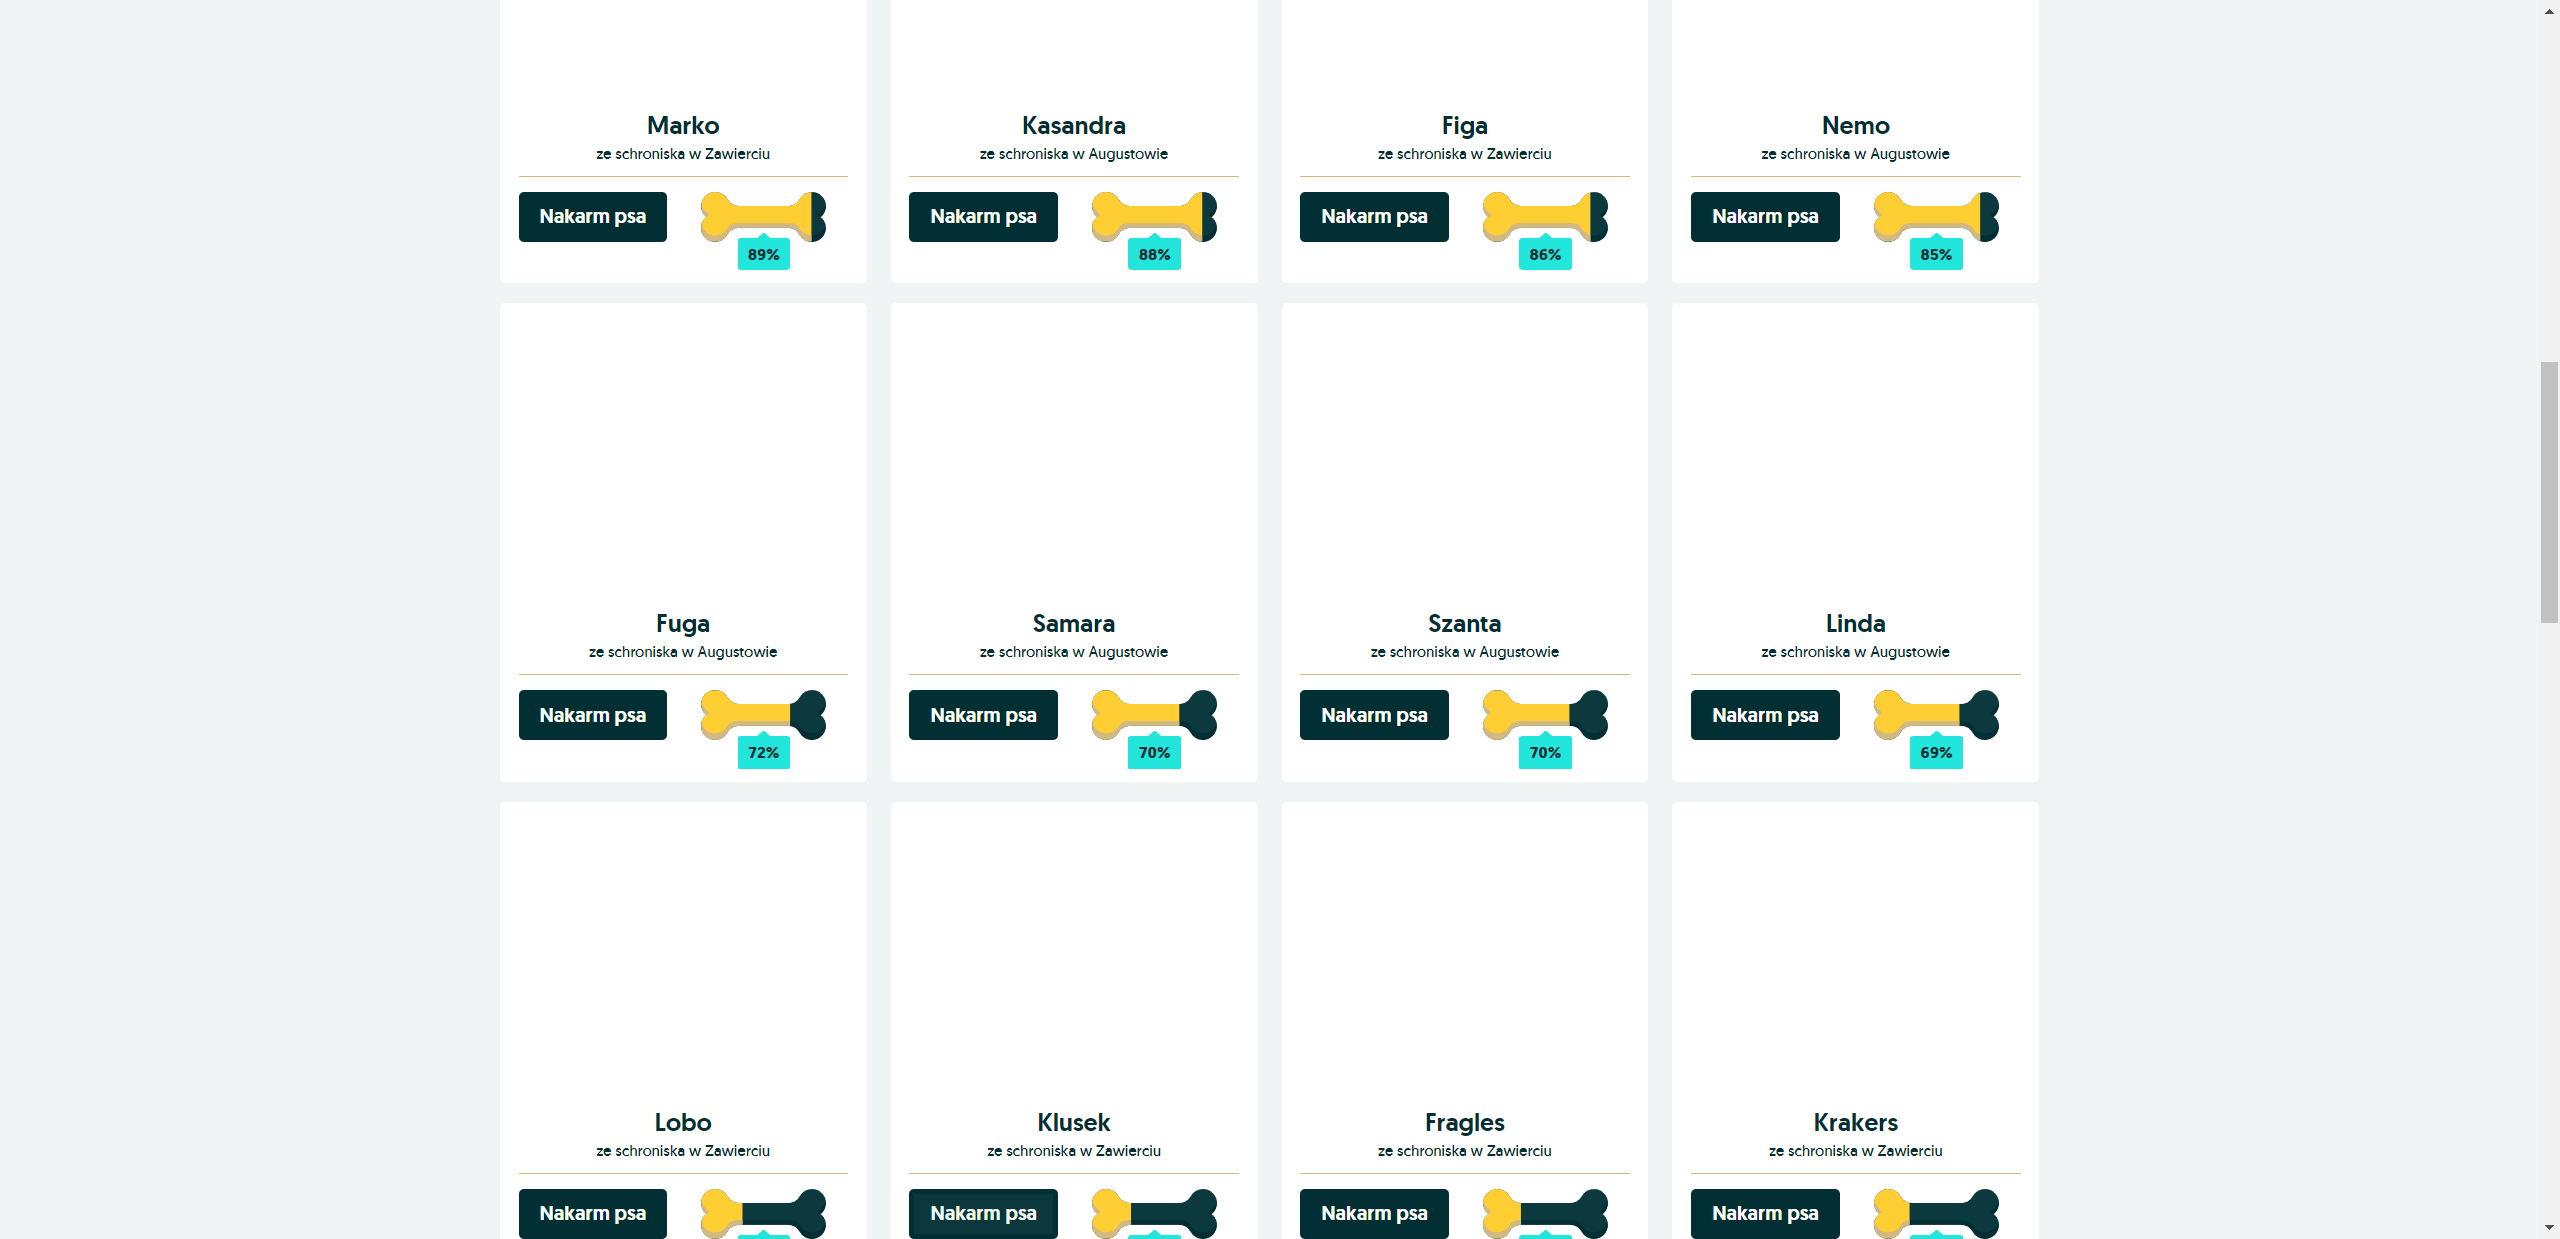 Marko
ze schroniska w Zawierciu
Nakarm psa
89%
Kasandra
ze schroniska w Augustowie
Nakarm psa
88%
Figa
ze schroniska w Zawierciu
Nakarm psa
86%
Nemo
ze schroniska w Augustowie
Nakarm psa
85%
Fuga
ze schroniska w Augustowie
Nakarm psa
72%
Samara
ze schroniska w Augustowie
Nakarm psa
70%
Szanta
ze schroniska w Augustowie
Nakarm psa
70%
Linda
ze schroniska w Augustowie
Nakarm psa
69%
Lobo
ze schroniska w Zawierciu
Nakarm psa
Klusek
ze schroniska w Zawierciu
Nakarm psa
Fragles
ze schroniska w Zawierciu
Nakarm psa
Krakers
ze schroniska w Zawierciu
Nakarm psa